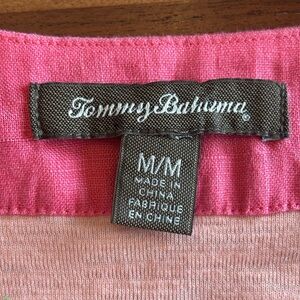 Tommy Bahama®
M/M
MADE IN
CHINA
FABRIQUÉ
EN CHINE